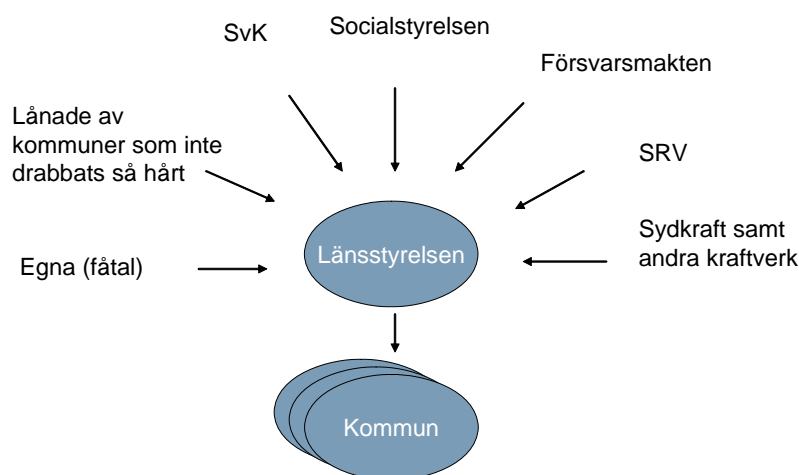 SvK
Socialstyrelsen
Försvarsmakten
Lånade av
kommuner som inte
drabbats så hårt
SRV
Egna (fåtal)
Länsstyrelsen
Sydkraft samt
andra kraftverk
Kommun